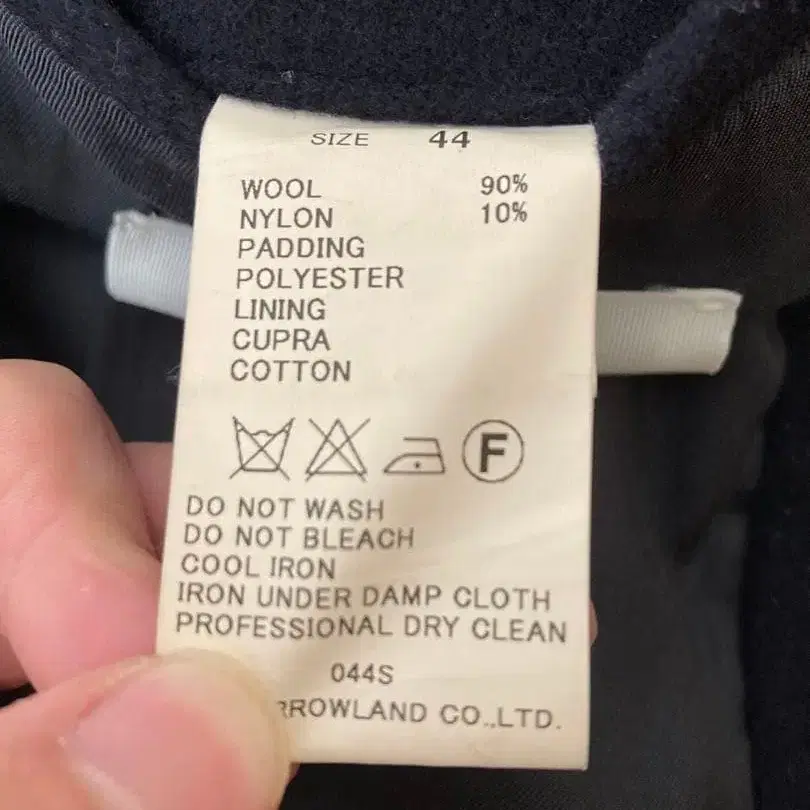 SIZE 44
WOOL 90%
NYLON 10%
PADDING
POLYESTER
LINING
CUPRA
COTTON
F
DO NOT WASH
DO NOT BLEACH
COOL IRON
IRON UNDER DAMP CLOTH
PROFESSIONAL DRY CLEAN
044S
RROWLAND CO.,LTD.